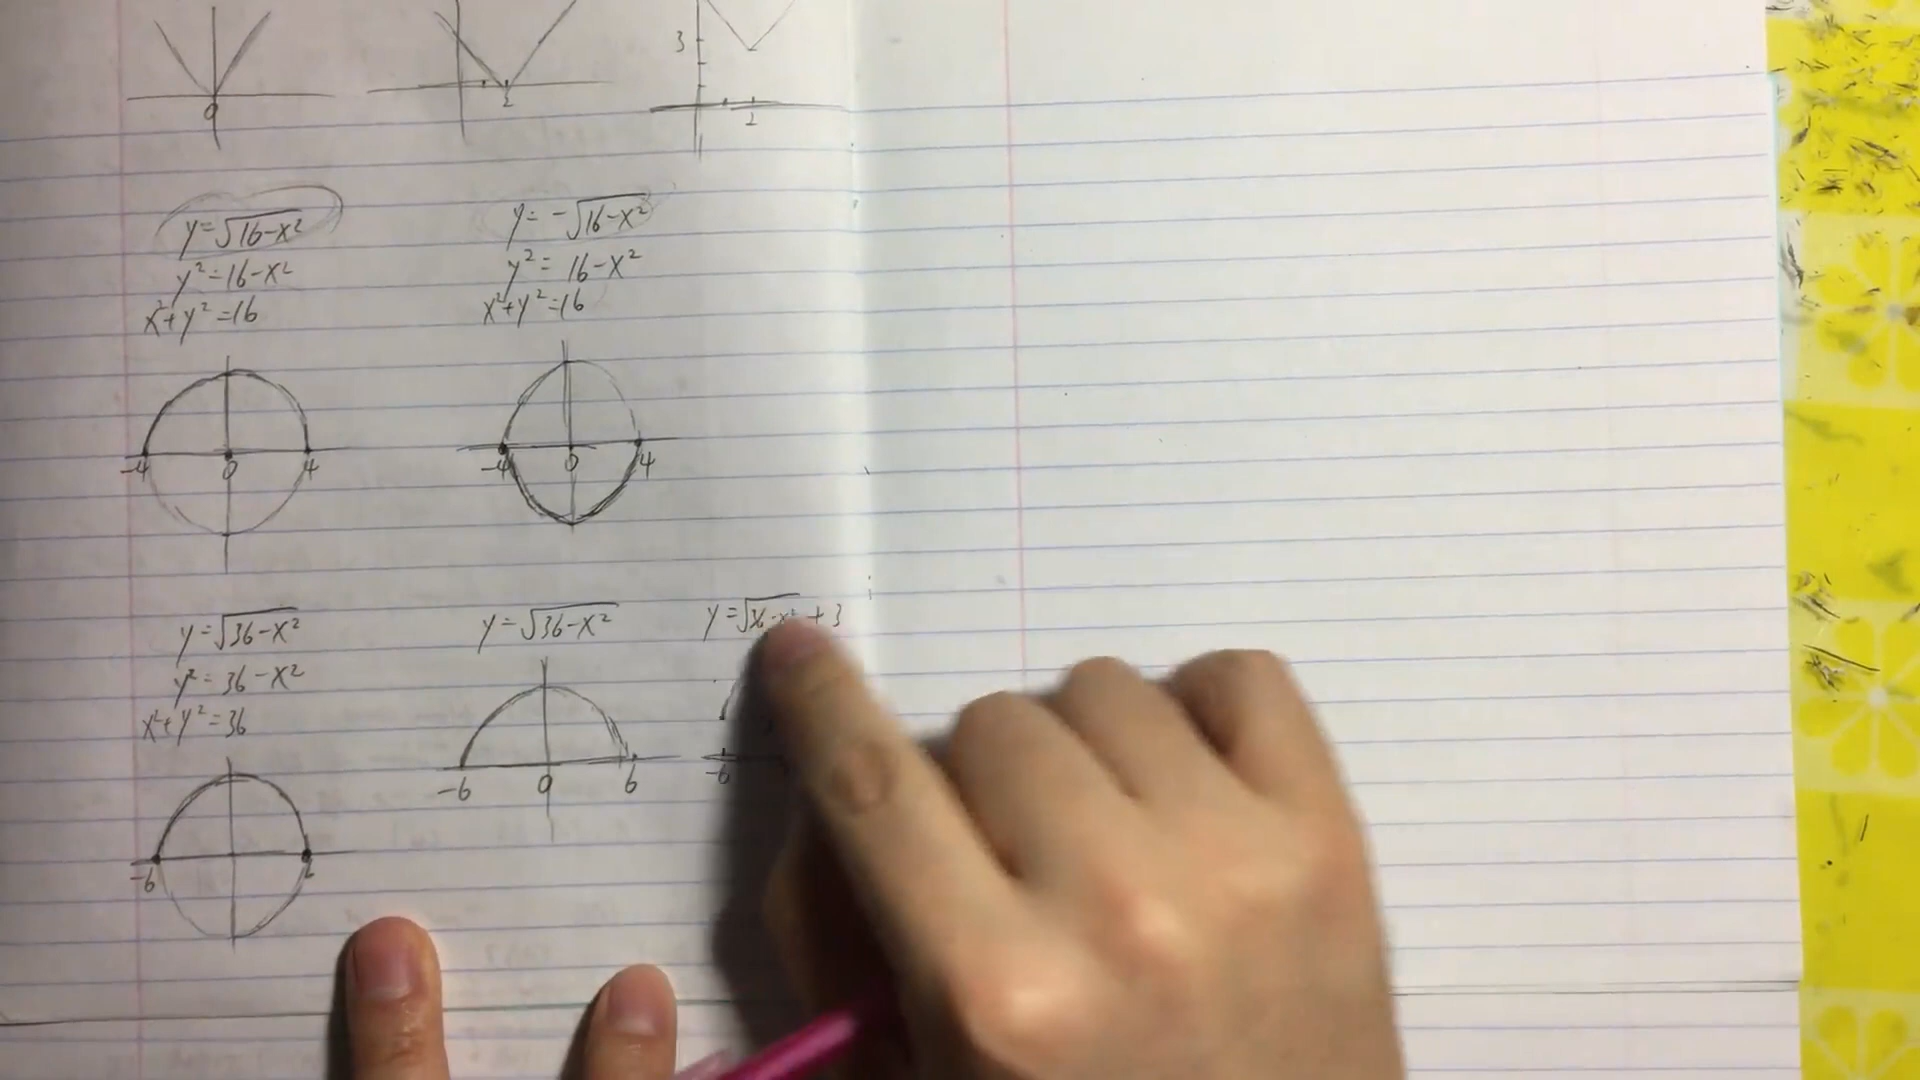 0
2
3
2
y=√16-x²
y²=16-x²
x²+y²=16
-4 0 4
y= -√16-x²
y²= 16-x²
x²+y²=16
-4 0 4
y=√36-x²
y²= 36-x²
x²+y²=36
-6 6
y=√36-x²
-6 0 6
y=√36-x² +3
-6